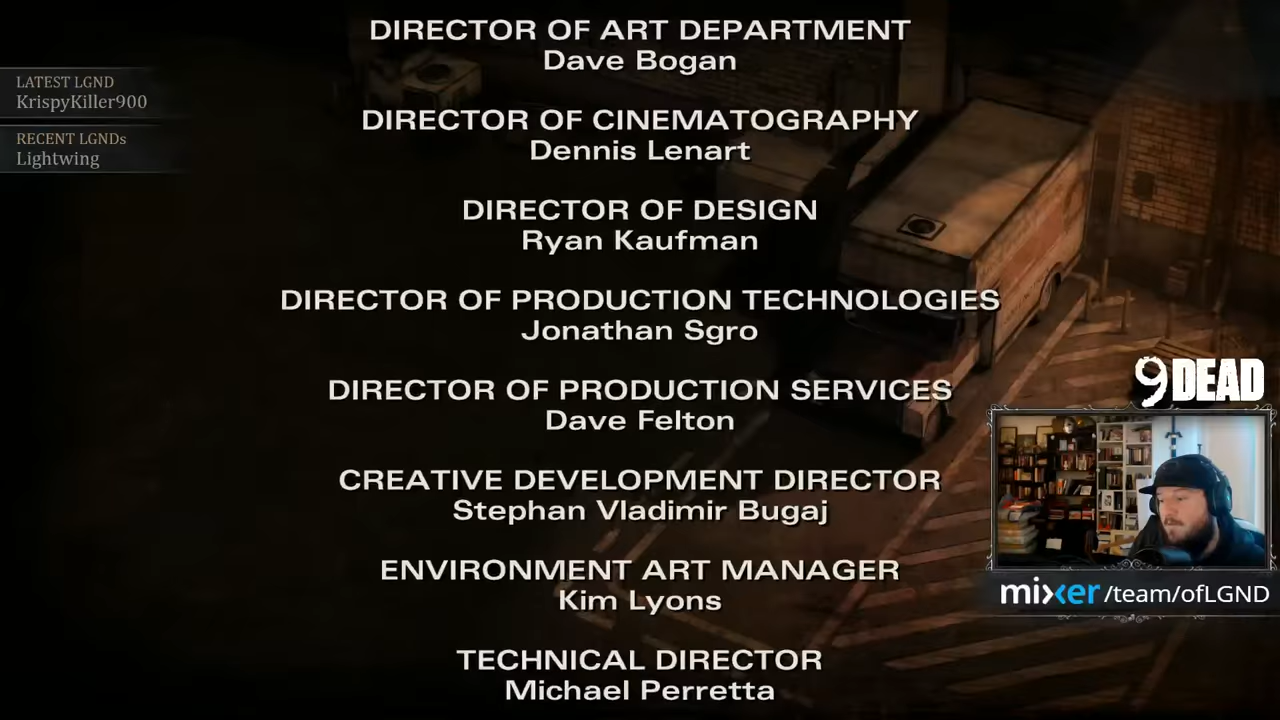 DIRECTOR OF ART DEPARTMENT
Dave Bogan
LATEST LGND
KrispyKiller900
RECENT LGNDs
Lightwing
DIRECTOR OF CINEMATOGRAPHY
Dennis Lenart
DIRECTOR OF DESIGN
Ryan Kaufman
DIRECTOR OF PRODUCTION TECHNOLOGIES
Jonathan Sgro
DIRECTOR OF PRODUCTION SERVICES
Dave Felton
CREATIVE DEVELOPMENT DIRECTOR
Stephan Vladimir Bugaj
ENVIRONMENT ART MANAGER
Kim Lyons
TECHNICAL DIRECTOR
Michael Perretta
9DEAD
mixer/team/ofLGND